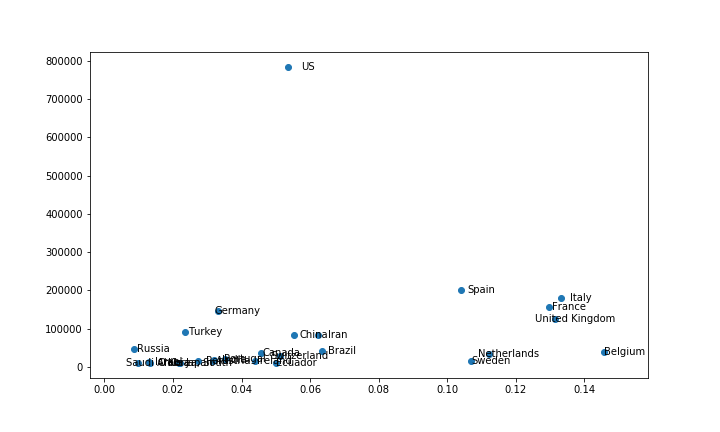 800000
US
700000
600000
500000
400000
300000
200000
Spain
Italy
France
Germany
United Kingdom
100000
Turkey
China
Iran
Russia
Canada
Brazil
Netherlands
Belgium
Sweden
Ecuador
0
0.00
0.02
0.04
0.06
0.08
0.10
0.12
0.14